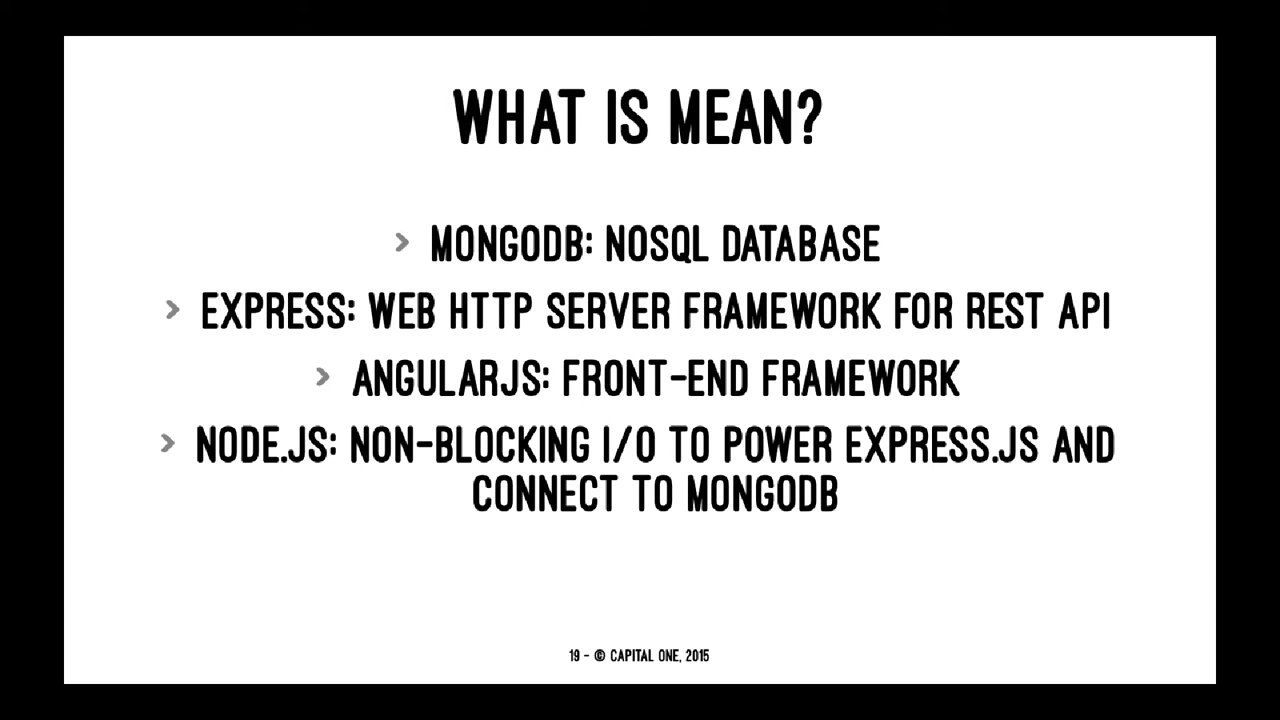 WHAT IS MEAN?
> MONGODB: NOSQL DATABASE
> EXPRESS: WEB HTTP SERVER FRAMEWORK FOR REST API
> ANGULARJS: FRONT-END FRAMEWORK
> NODE.JS: NON-BLOCKING I/O TO POWER EXPRESS.JS AND
CONNECT TO MONGODB
19 - © CAPITAL ONE, 2015